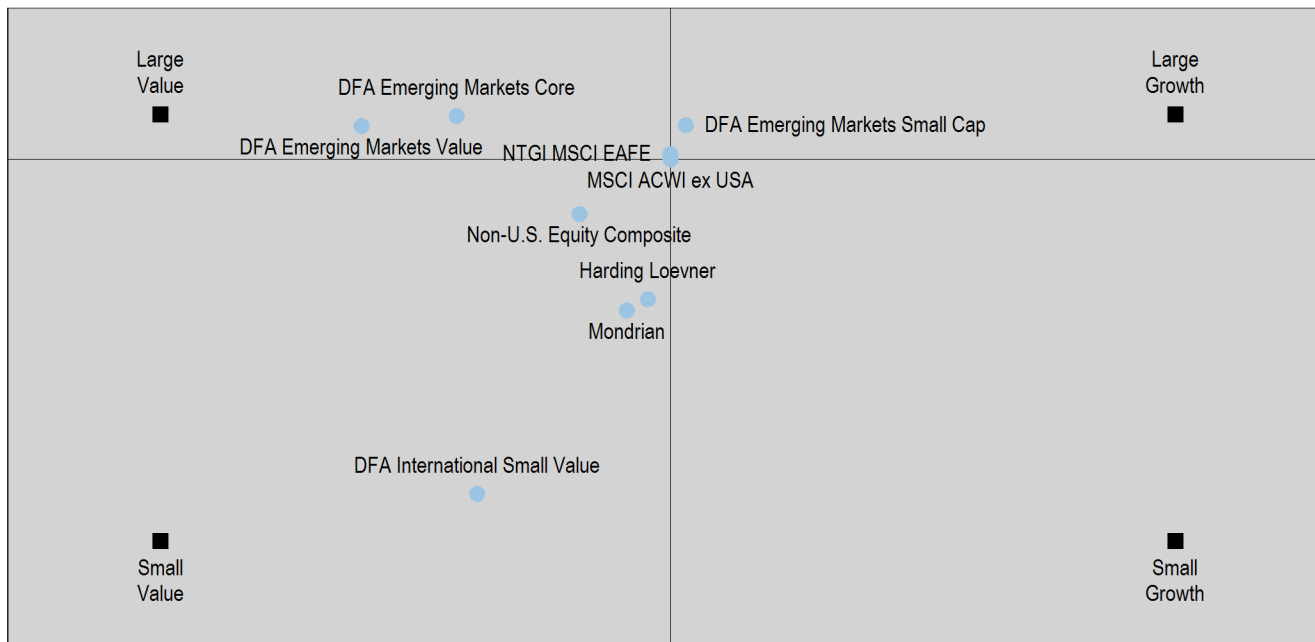 Large
Value
Large
Growth
DFA Emerging Markets Core
DFA Emerging Markets Small Cap
DFA Emerging Markets Value
NTGI MSCI EAFE
MSCI ACWI ex USA
Non-U.S. Equity Composite
Harding Loevner
Mondrian
DFA International Small Value
Small
Value
Small
Growth